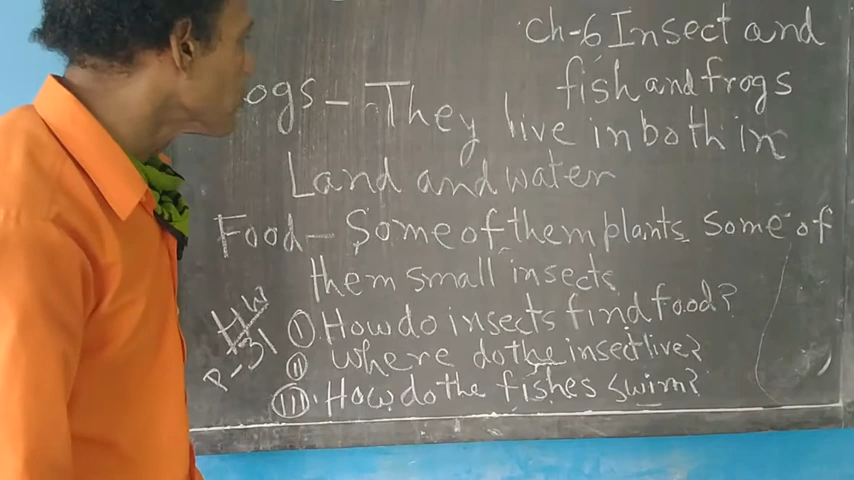 ch-6 Insect and
fish and frogs
ogs - They live in both in
Land and water
Food - Some of them plants some of
them small insects
H/W
P-31
(I) How do insects find food?
(II) where do the insect live?
(III) How do the fishes swim?